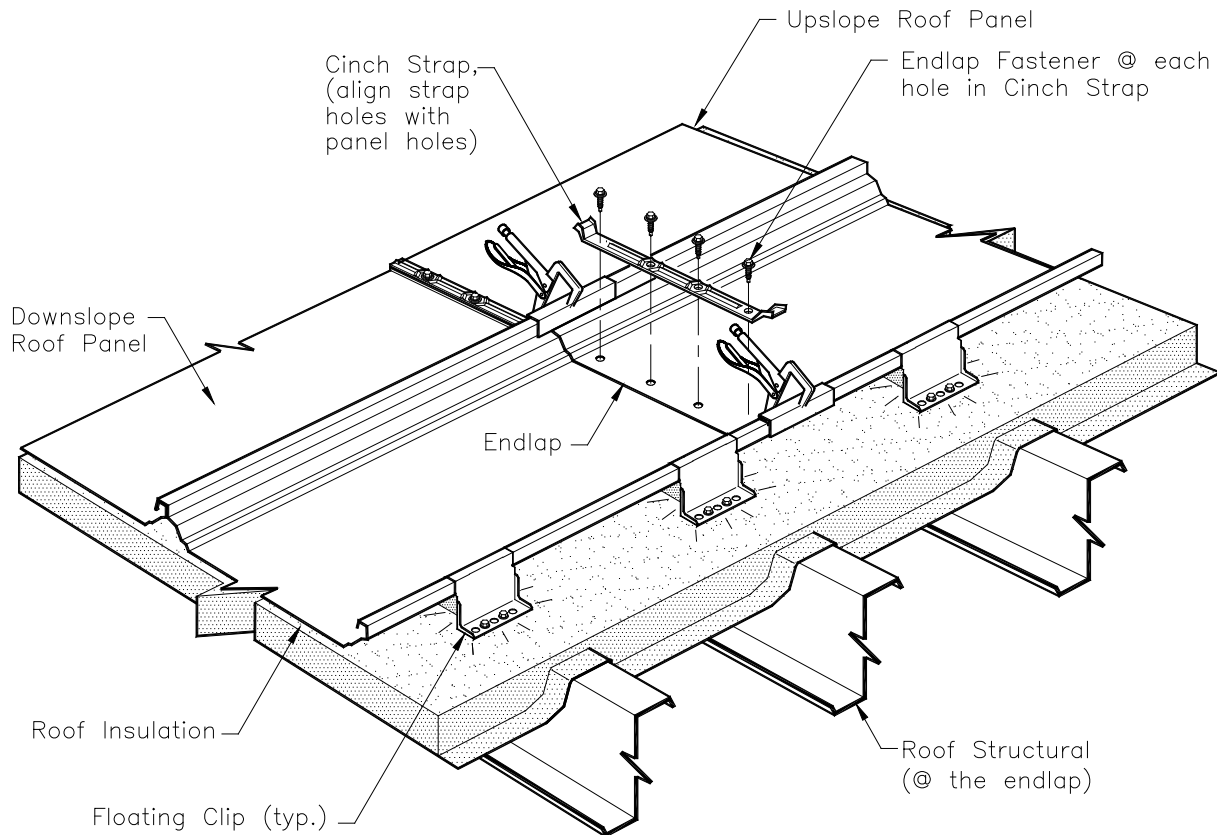 Upslope Roof Panel
Cinch Strap,
(align strap
holes with
panel holes)
Endlap Fastener @ each
hole in Cinch Strap
Downslope
Roof Panel
Endlap
Roof Insulation
Floating Clip (typ.)
Roof Structural
(@ the endlap)